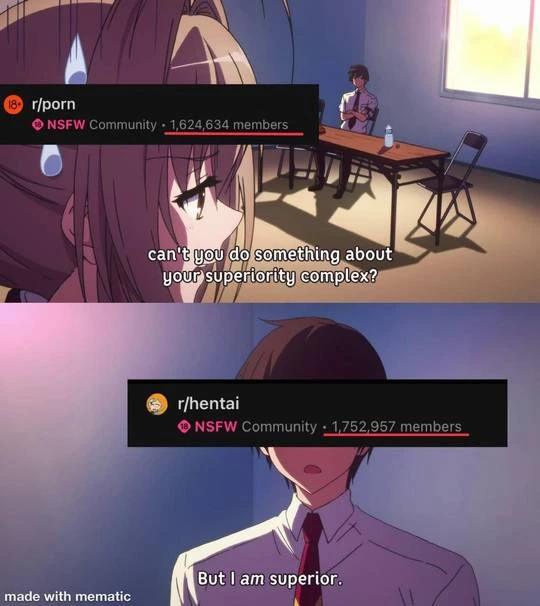 18+ r/porn
18 NSFW Community • 1,624,634 members
can't you do something about
your superiority complex?
r/hentai
18 NSFW Community • 1,752,957 members
But I am superior.
made with mematic